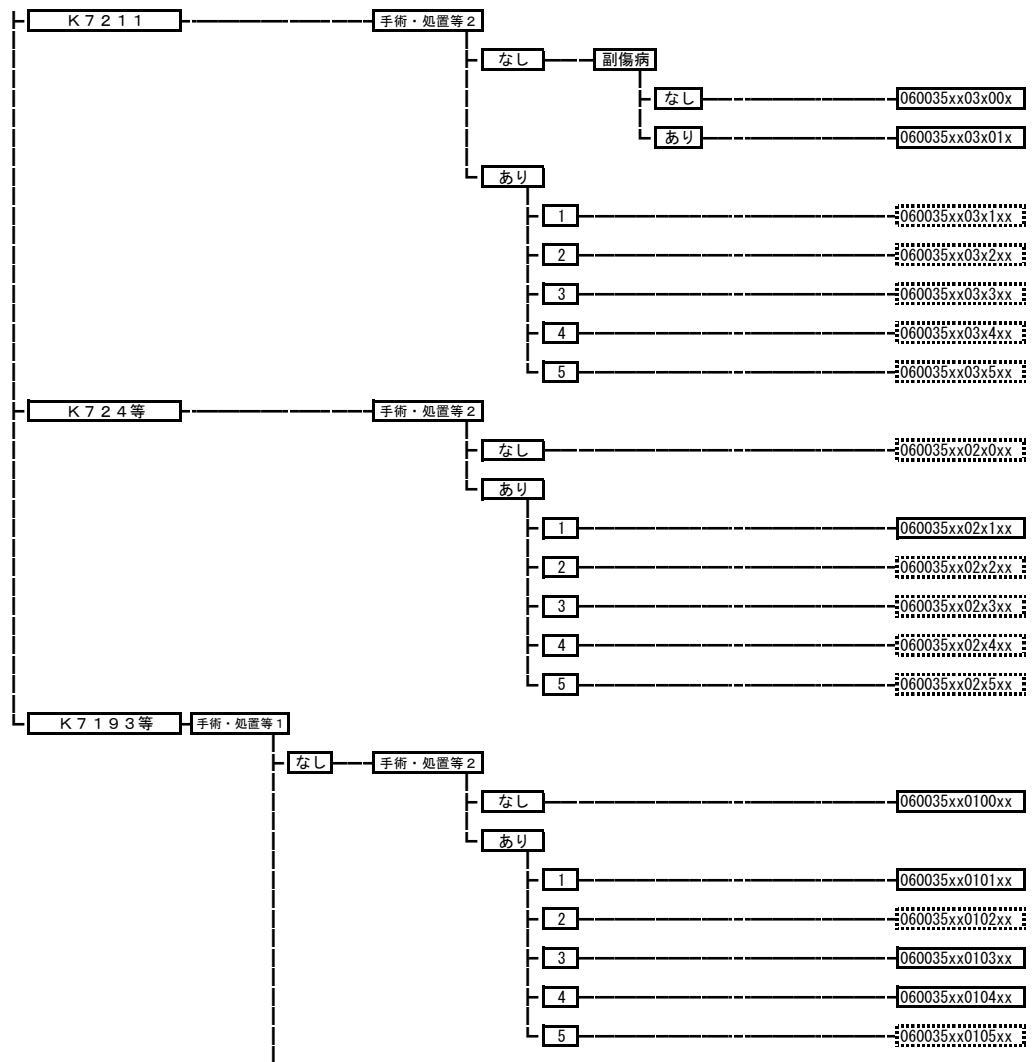 Ｋ７２１１ 手術・処置等２
なし 副傷病
なし 060035xx03x00x
あり 060035xx03x01x
あり
1 060035xx03x1xx
2 060035xx03x2xx
3 060035xx03x3xx
4 060035xx03x4xx
5 060035xx03x5xx
Ｋ７２４等 手術・処置等２
なし 060035xx02x0xx
あり
1 060035xx02x1xx
2 060035xx02x2xx
3 060035xx02x3xx
4 060035xx02x4xx
5 060035xx02x5xx
Ｋ７１９３等 手術・処置等１
なし 手術・処置等２
なし 060035xx0100xx
あり
1 060035xx0101xx
2 060035xx0102xx
3 060035xx0103xx
4 060035xx0104xx
5 060035xx0105xx